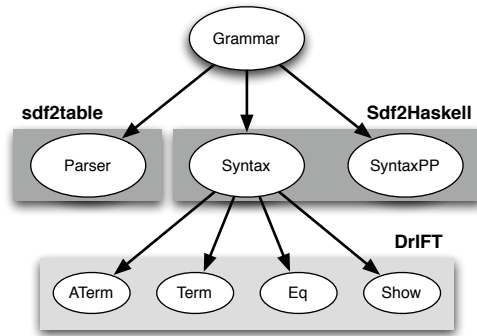 Grammar
sdf2table
Sdf2Haskell
Parser
Syntax
SyntaxPP
DrIFT
ATerm
Term
Eq
Show